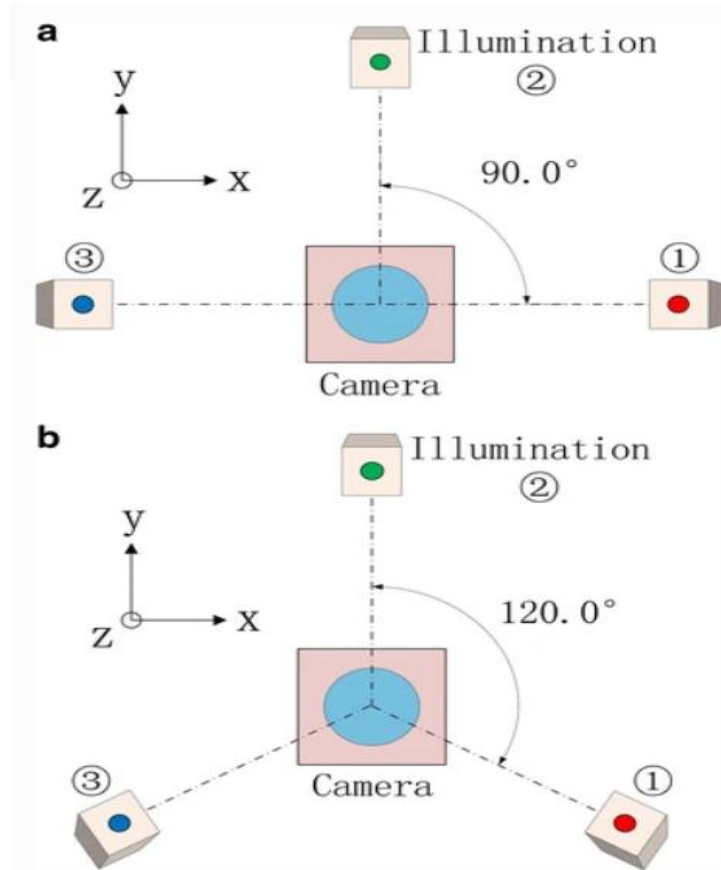 a
Illumination
②
y
90.0°
x
z
③
①
Camera
b
Illumination
②
y
120.0°
x
z
③
①
Camera